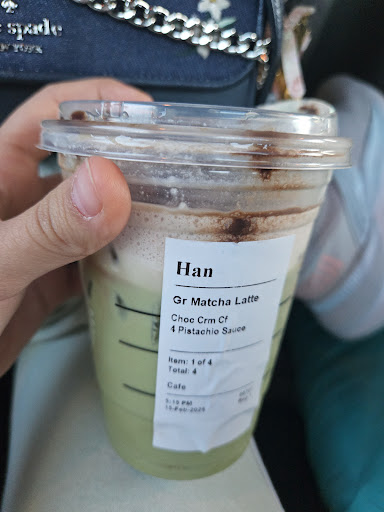 e spade
NEW YORK
Han
Gr Matcha Latte
Choc Crm Cf
4 Pistachio Sauce
Item: 1 of 4
Total: 4
Cafe